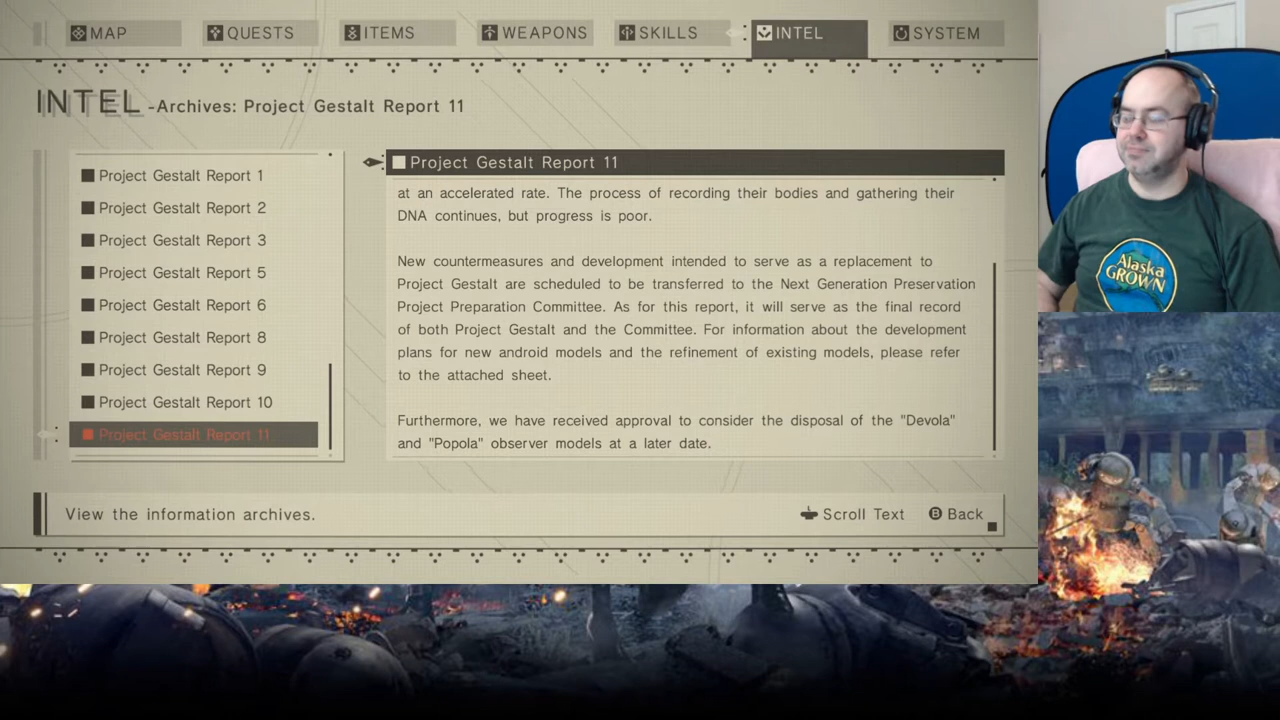 MAP
QUESTS
ITEMS
WEAPONS
SKILLS
INTEL
SYSTEM
INTEL -Archives: Project Gestalt Report 11
Project Gestalt Report 1
Project Gestalt Report 2
Project Gestalt Report 3
Project Gestalt Report 5
Project Gestalt Report 6
Project Gestalt Report 8
Project Gestalt Report 9
Project Gestalt Report 10
Project Gestalt Report 11
Project Gestalt Report 11
at an accelerated rate. The process of recording their bodies and gathering their
DNA continues, but progress is poor.
New countermeasures and development intended to serve as a replacement to
Project Gestalt are scheduled to be transferred to the Next Generation Preservation
Project Preparation Committee. As for this report, it will serve as the final record
of both Project Gestalt and the Committee. For information about the development
plans for new android models and the refinement of existing models, please refer
to the attached sheet.
Furthermore, we have received approval to consider the disposal of the "Devola"
and "Popola" observer models at a later date.
View the information archives.
Scroll Text
B Back
Alaska
GROWN